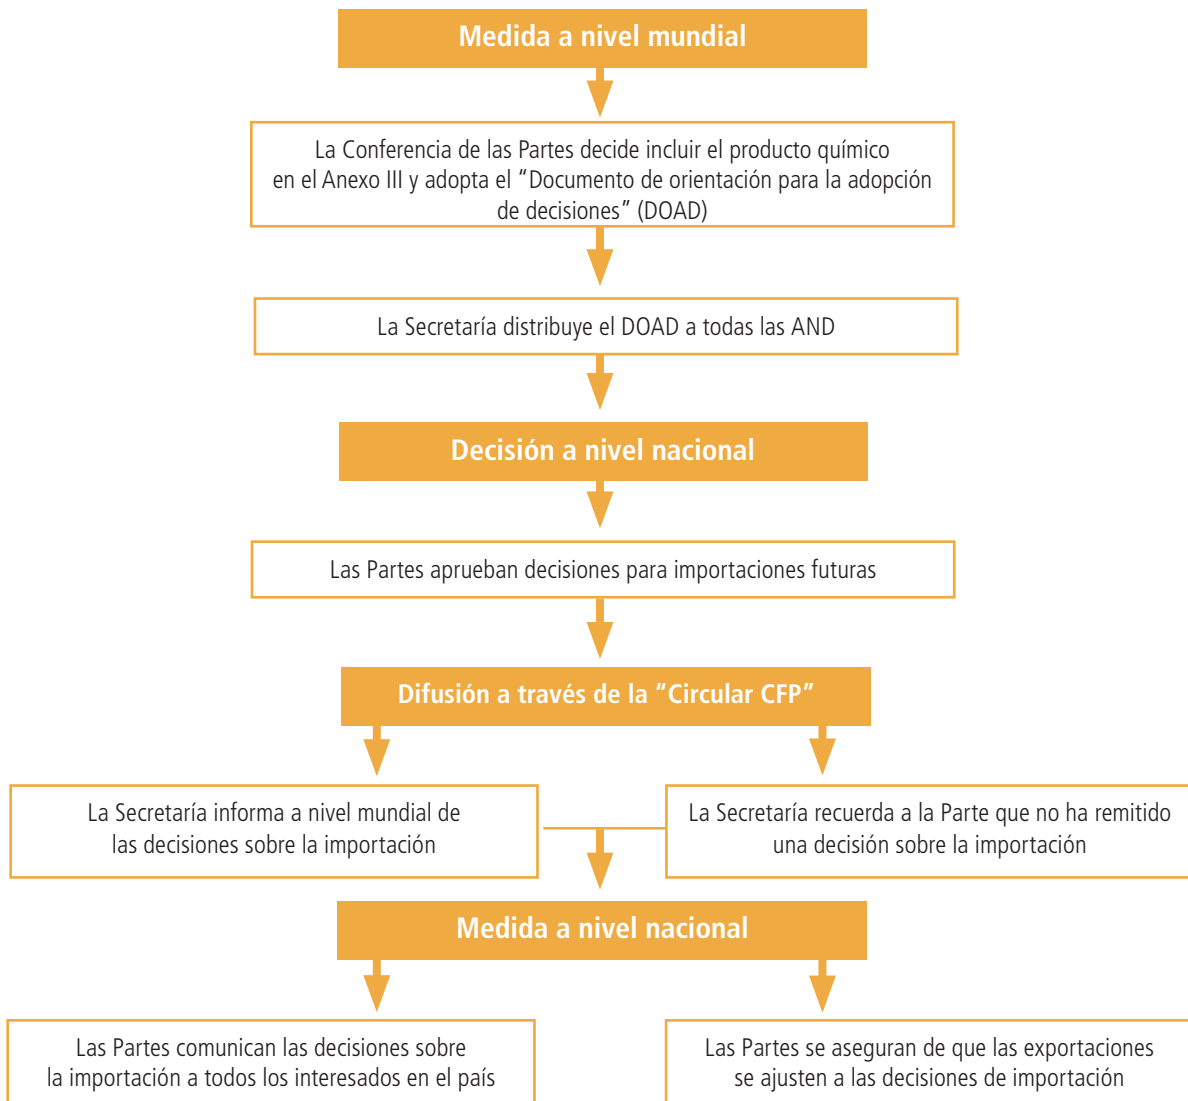 Medida a nivel mundial
La Conferencia de las Partes decide incluir el producto químico
en el Anexo III y adopta el “Documento de orientación para la adopción
de decisiones” (DOAD)
La Secretaría distribuye el DOAD a todas las AND
Decisión a nivel nacional
Las Partes aprueban decisiones para importaciones futuras
Difusión a través de la “Circular CFP”
La Secretaría informa a nivel mundial de
las decisiones sobre la importación
La Secretaría recuerda a la Parte que no ha remitido
una decisión sobre la importación
Medida a nivel nacional
Las Partes comunican las decisiones sobre
la importación a todos los interesados en el país
Las Partes se aseguran de que las exportaciones
se ajusten a las decisiones de importación